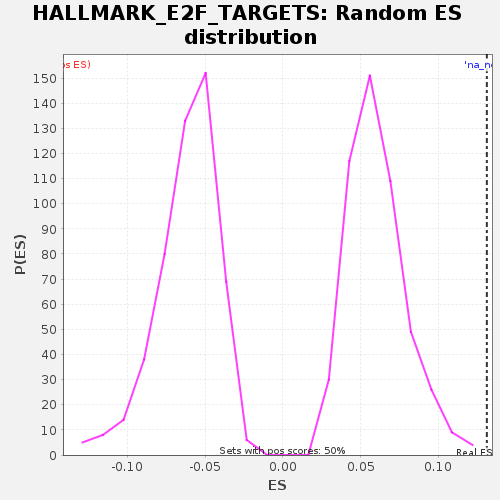 HALLMARK_E2F_TARGETS: Random ES
distribution
os ES)
'na_n
150
140
130
120
110
100
90
80
70
60
50
40
30
20
10
0
P(ES)
Sets with pos scores: 50%
Real ES
-0.10 -0.05 0.00 0.05 0.10
ES